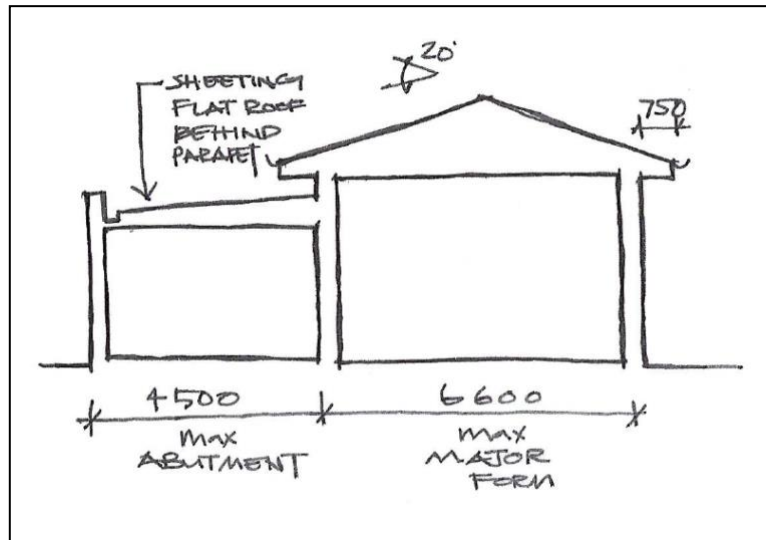 20°
SHEETING
FLAT ROOF
BEHIND
PARAPET
750
4500
max
ABUTMENT
6600
max
MAJOR
FORM